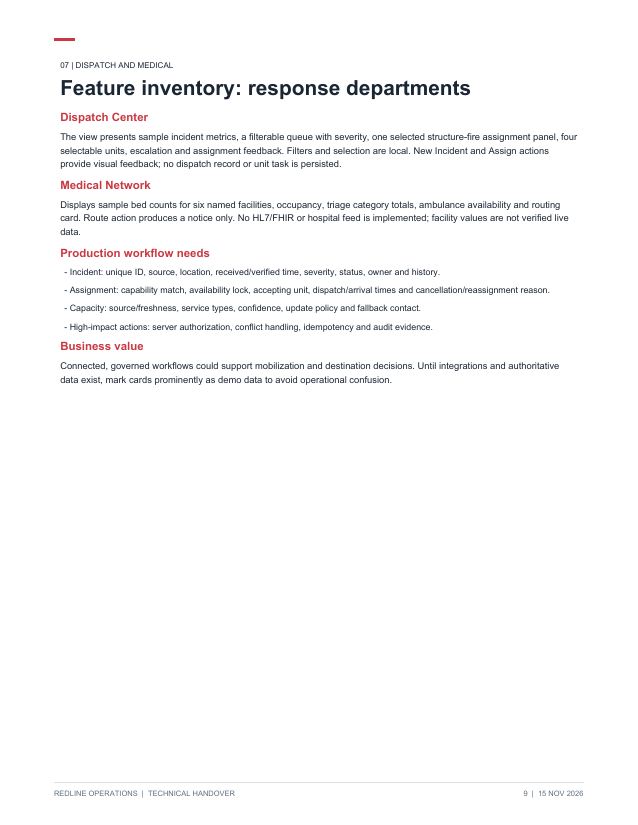 07 | DISPATCH AND MEDICAL
Feature inventory: response departments
Dispatch Center
The view presents sample incident metrics, a filterable queue with severity, one selected structure-fire assignment panel, four
selectable units, escalation and assignment feedback. Filters and selection are local. New Incident and Assign actions
provide visual feedback; no dispatch record or unit task is persisted.
Medical Network
Displays sample bed counts for six named facilities, occupancy, triage category totals, ambulance availability and routing
card. Route action produces a notice only. No HL7/FHIR or hospital feed is implemented; facility values are not verified live
data.
Production workflow needs
- Incident: unique ID, source, location, received/verified time, severity, status, owner and history.
- Assignment: capability match, availability lock, accepting unit, dispatch/arrival times and cancellation/reassignment reason.
- Capacity: source/freshness, service types, confidence, update policy and fallback contact.
- High-impact actions: server authorization, conflict handling, idempotency and audit evidence.
Business value
Connected, governed workflows could support mobilization and destination decisions. Until integrations and authoritative
data exist, mark cards prominently as demo data to avoid operational confusion.
REDLINE OPERATIONS | TECHNICAL HANDOVER
9 | 15 NOV 2026